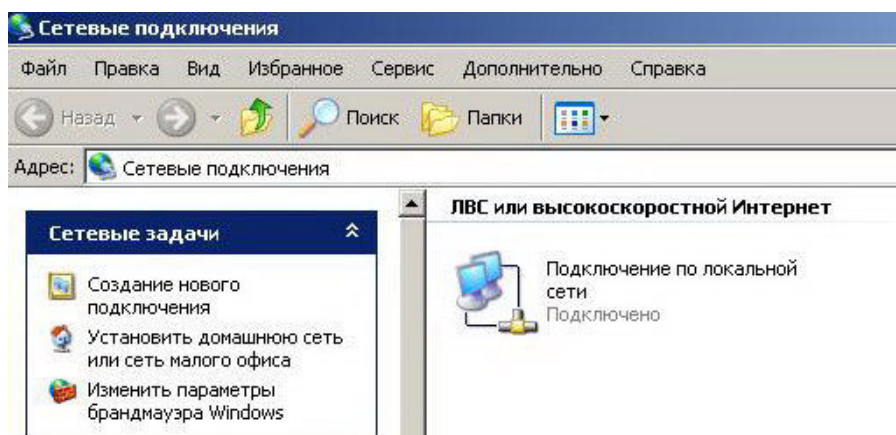 Сетевые подключения
Файл Правка Вид Избранное Сервис Дополнительно Справка
Назад Поиск Папки
Адрес: Сетевые подключения
Сетевые задачи
Создание нового
подключения
Установить домашнюю сеть
или сеть малого офиса
Изменить параметры
брандмауэра Windows
ЛВС или высокоскоростной Интернет
Подключение по локальной
сети
Подключено